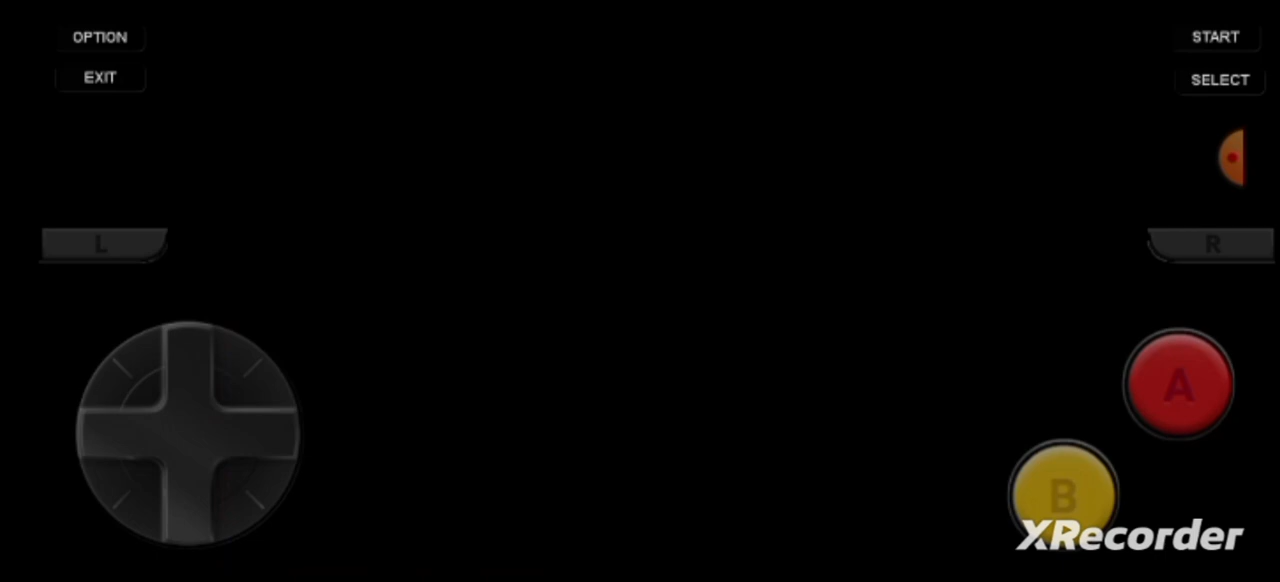 OPTION
START
EXIT
SELECT
L
R
A
B
XRecorder